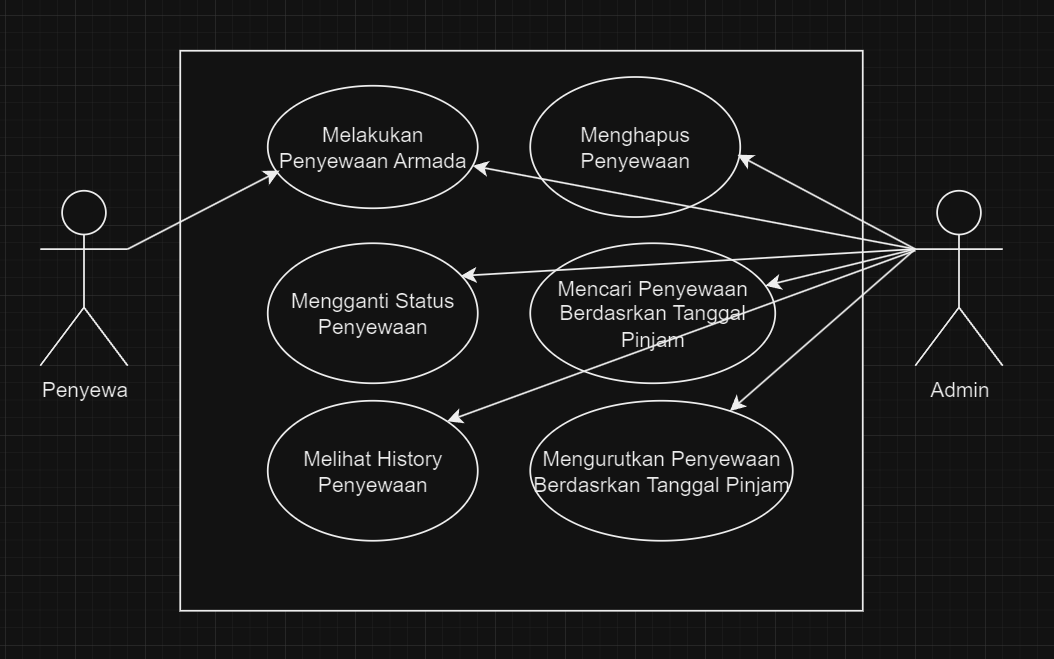 Melakukan
Penyewaan Armada
Menghapus
Penyewaan
Mengganti Status
Penyewaan
Mencari Penyewaan
Berdasrkan Tanggal
Pinjam
Penyewa
Admin
Melihat History
Penyewaan
Mengurutkan Penyewaan
Berdasrkan Tanggal Pinjam